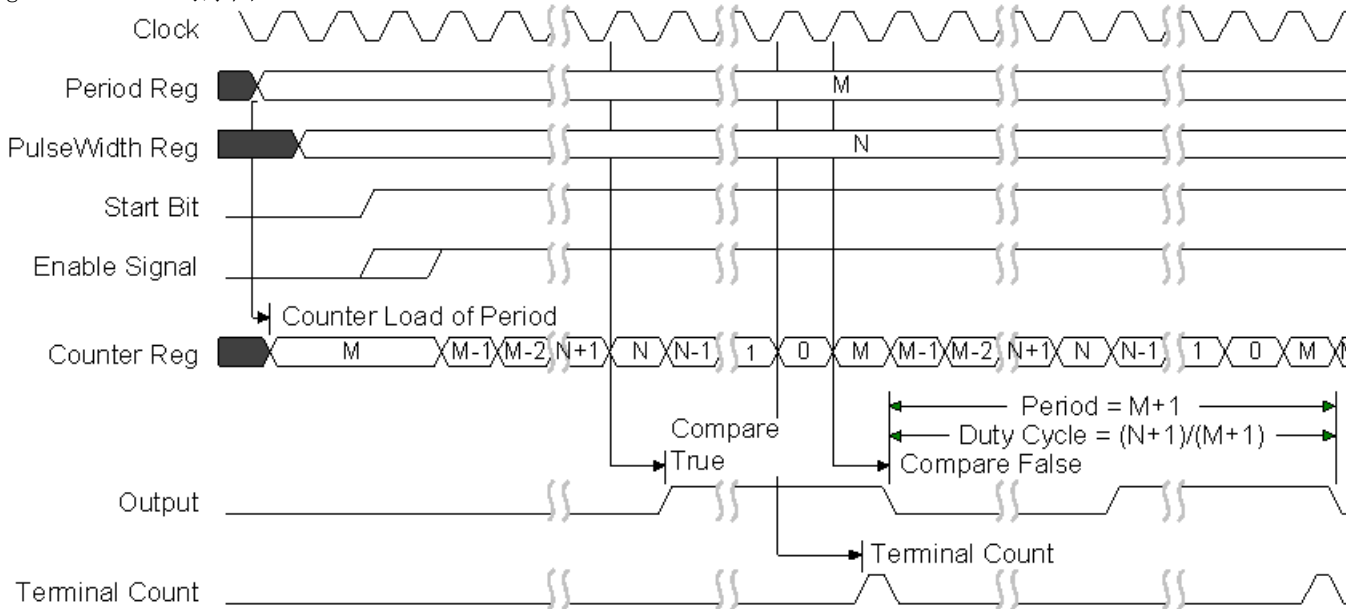 Clock
Period Reg M
PulseWidth Reg N
Start Bit
Enable Signal
Counter Load of Period
Counter Reg M M-1 M-2 N+1 N N-1 1 0 M M-1 M-2 N+1 N N-1 1 0 M
Period = M+1
Duty Cycle = (N+1)/(M+1)
Compare
True
Compare False
Output
Terminal Count
Terminal Count